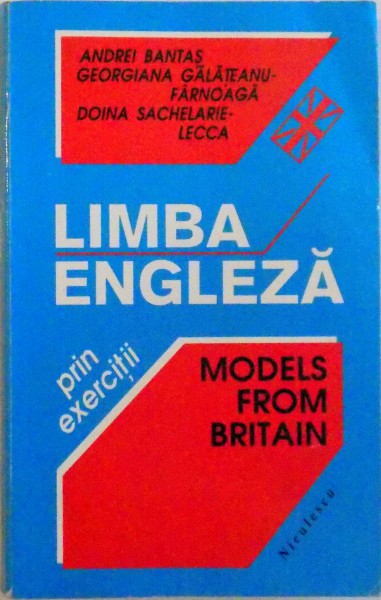 ANDREI BANTAȘ
GEORGIANA GĂLĂȚEANU-
FÂRNOAGĂ
DOINA SACHELARIE-
LECCA
LIMBA
ENGLEZĂ
prin
exerciții
MODELS
FROM
BRITAIN
Niculescu